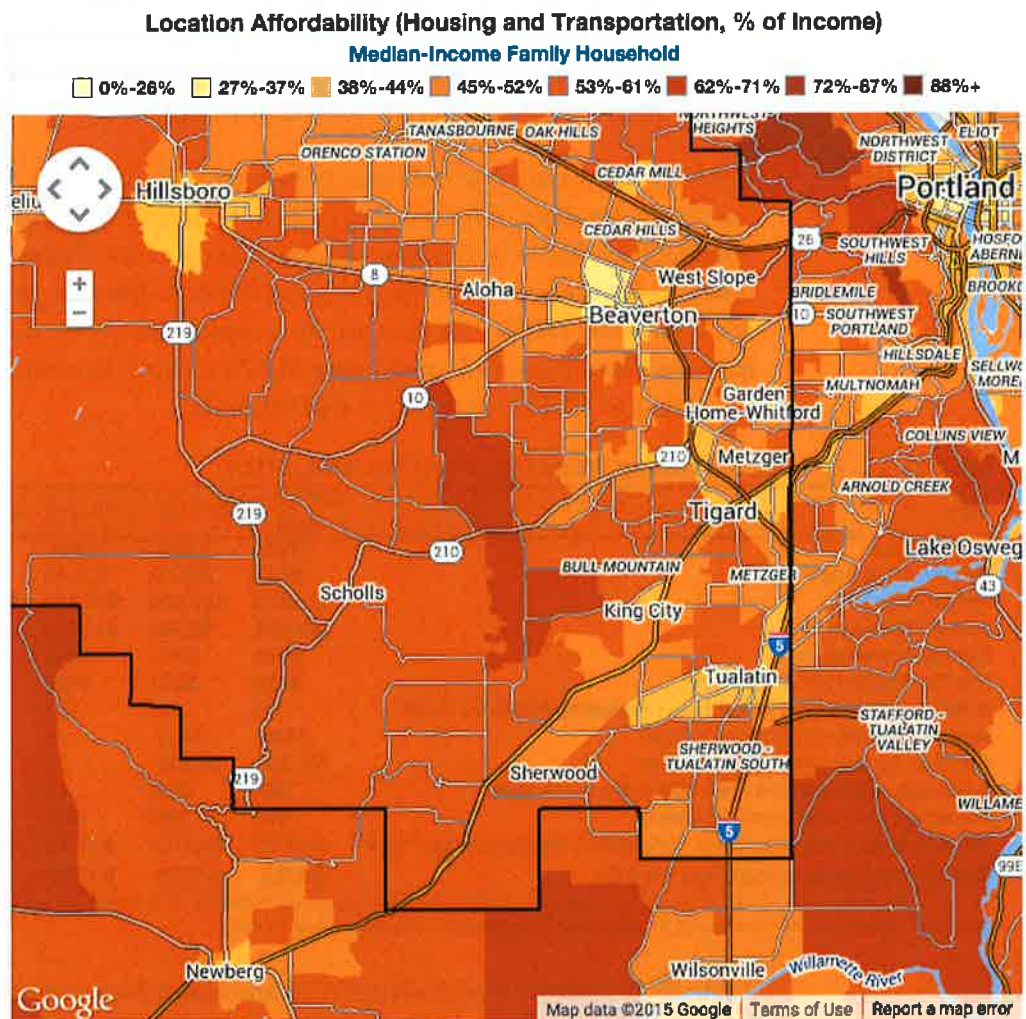 Location Affordability (Housing and Transportation, % of Income)
Median-Income Family Household
0%-26% 27%-37% 38%-44% 45%-52% 53%-61% 62%-71% 72%-87% 88%+
HEIGHTS
TANASBOURNE
OAK HILLS
ELIOT
NORTHWEST
DISTRICT
ORENCO STATION
CEDAR MILL
Hillsboro
Portland
CEDAR HILLS
26
SOUTHWEST
HILLS
8
West Slope
Aloha
BRIDLEMILE
Beaverton
10
SOUTHWEST
PORTLAND
219
HILLSDALE
MULTNOMAH
10
Garden
Home-Whitford
COLLINS VIEW
210
Metzger
ARNOLD CREEK
219
Tigard
210
Lake Osweg
BULL MOUNTAIN
METZGER
43
Scholls
King City
5
Tualatin
STAFFORD -
TUALATIN
VALLEY
SHERWOOD -
TUALATIN SOUTH
219
Sherwood
WILLAME
5
99E
Newberg
Wilsonville
Willamette River
Google
Map data ©2015 Google
Terms of Use
Report a map error